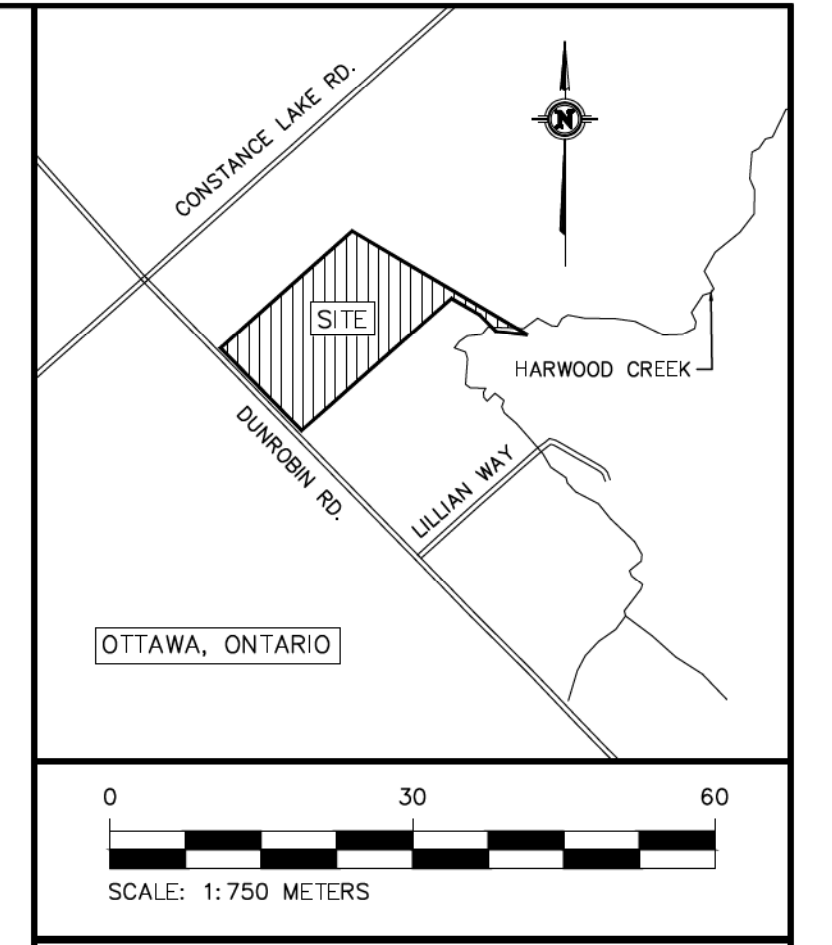 CONSTANCE LAKE RD.
N
SITE
HARWOOD CREEK
DUNROBIN RD.
LILLIAN WAY
OTTAWA, ONTARIO
0 30 60
SCALE: 1:750 METERS